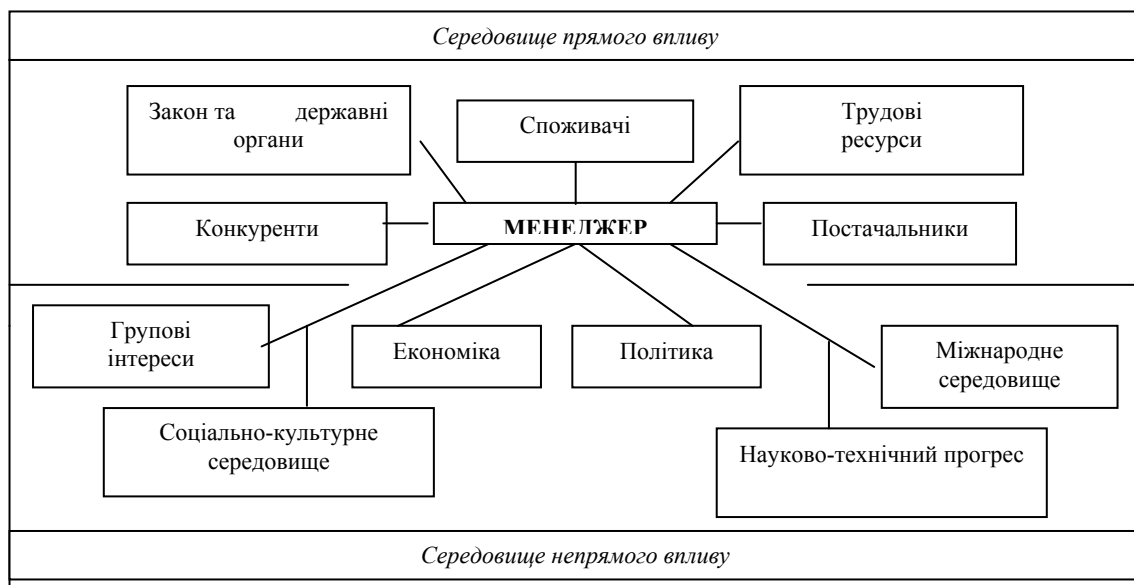 Середовище прямого впливу
Закон та державні
органи
Споживачі
Трудові
ресурси
Конкуренти
МЕНЕДЖЕР
Постачальники
Групові
інтереси
Економіка
Політика
Міжнародне
середовище
Соціально-культурне
середовище
Науково-технічний прогрес
Середовище непрямого впливу